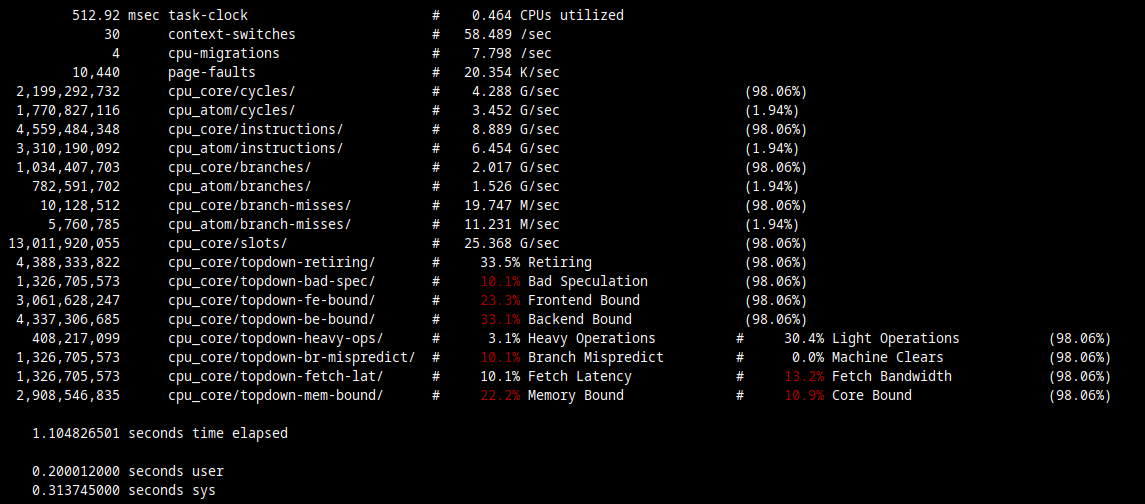 512.92 msec task-clock # 0.464 CPUs utilized
30 context-switches # 58.489 /sec
4 cpu-migrations # 7.798 /sec
10,440 page-faults # 20.354 K/sec
2,199,292,732 cpu_core/cycles/ # 4.288 G/sec (98.06%)
1,770,827,116 cpu_atom/cycles/ # 3.452 G/sec (1.94%)
4,559,484,348 cpu_core/instructions/ # 8.889 G/sec (98.06%)
3,310,190,092 cpu_atom/instructions/ # 6.454 G/sec (1.94%)
1,034,407,703 cpu_core/branches/ # 2.017 G/sec (98.06%)
782,591,702 cpu_atom/branches/ # 1.526 G/sec (1.94%)
10,128,512 cpu_core/branch-misses/ # 19.747 M/sec (98.06%)
5,760,785 cpu_atom/branch-misses/ # 11.231 M/sec (1.94%)
13,011,920,055 cpu_core/slots/ # 25.368 G/sec (98.06%)
4,388,333,822 cpu_core/topdown-retiring/ # 33.5% Retiring (98.06%)
1,326,705,573 cpu_core/topdown-bad-spec/ # 10.1% Bad Speculation (98.06%)
3,061,628,247 cpu_core/topdown-fe-bound/ # 23.3% Frontend Bound (98.06%)
4,337,306,685 cpu_core/topdown-be-bound/ # 33.1% Backend Bound (98.06%)
408,217,099 cpu_core/topdown-heavy-ops/ # 3.1% Heavy Operations # 30.4% Light Operations (98.06%)
1,326,705,573 cpu_core/topdown-br-mispredict/ # 10.1% Branch Mispredict # 0.0% Machine Clears (98.06%)
1,326,705,573 cpu_core/topdown-fetch-lat/ # 10.1% Fetch Latency # 13.2% Fetch Bandwidth (98.06%)
2,908,546,835 cpu_core/topdown-mem-bound/ # 22.2% Memory Bound # 10.9% Core Bound (98.06%)
1.104826501 seconds time elapsed
0.200012000 seconds user
0.313745000 seconds sys